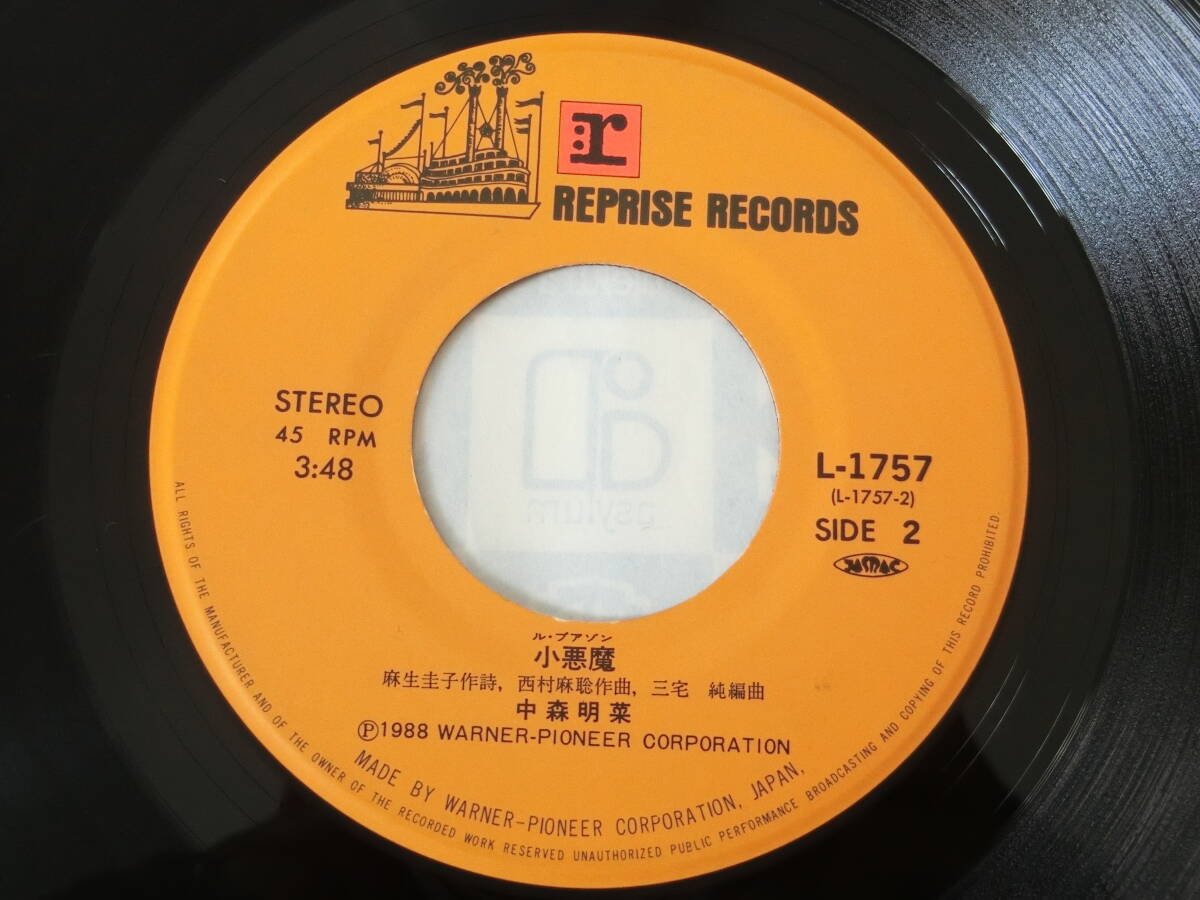 r
REPRISE RECORDS
STEREO
45 RPM
3:48
L-1757
(L-1757-2)
SIDE 2
JASRAC
ル・プアゾン
小悪魔
麻生圭子作詩, 西村麻聡作曲, 三宅 純編曲
中森明菜
Ⓟ1988 WARNER-PIONEER CORPORATION
MADE BY WARNER-PIONEER CORPORATION, JAPAN.
ALL RIGHTS OF THE MANUFACTURER AND OF THE OWNER OF THE RECORDED WORK RESERVED UNAUTHORIZED PUBLIC PERFORMANCE BROADCASTING AND COPYING OF THIS RECORD PROHIBITED.